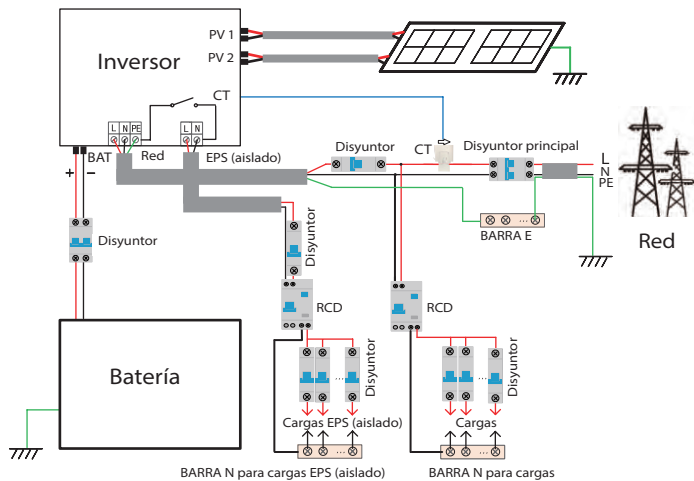 PV 1
Inversor
PV 2
CT
L N PE
L N
BAT
Red
EPS (aislado)
+
−
Disyuntor
CT
Disyuntor principal
L
N
PE
BARRA E
Red
Disyuntor
Disyuntor
RCD
RCD
Batería
Disyuntor
Disyuntor
Cargas EPS (aislado)
Cargas
BARRA N para cargas EPS (aislado)
BARRA N para cargas